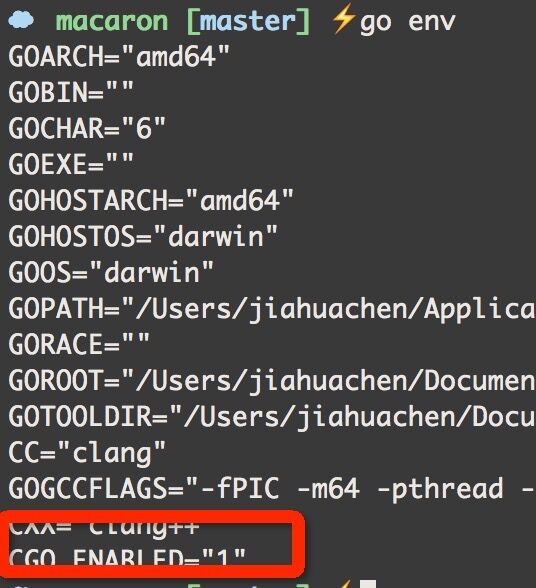 macaron [master] ⚡go env
GOARCH="amd64"
GOBIN=""
GOCHAR="6"
GOEXE=""
GOHOSTARCH="amd64"
GOHOSTOS="darwin"
GOOS="darwin"
GOPATH="/Users/jiahuachen/Applica
GORACE=""
GOROOT="/Users/jiahuachen/Documen
GOTOOLDIR="/Users/jiahuachen/Docu
CC="clang"
GOGCCFLAGS="-fPIC -m64 -pthread -
CXX="clang++
CGO_ENABLED="1"
macaron [master] ⚡